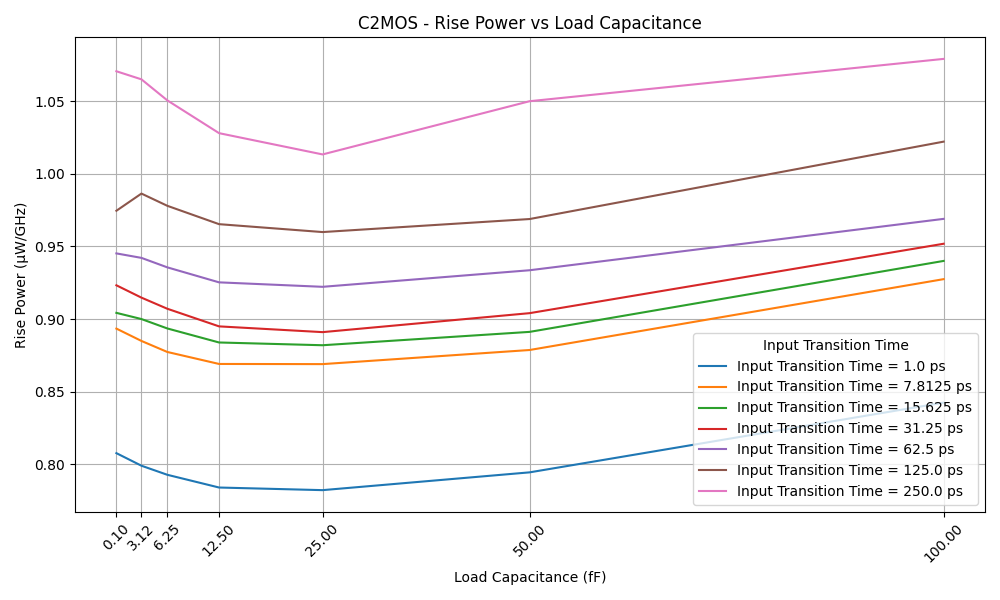 C2MOS - Rise Power vs Load Capacitance
Rise Power (μW/GHz)
1.05
1.00
0.95
0.90
0.85
0.80
Input Transition Time
Input Transition Time = 1.0 ps
Input Transition Time = 7.8125 ps
Input Transition Time = 15.625 ps
Input Transition Time = 31.25 ps
Input Transition Time = 62.5 ps
Input Transition Time = 125.0 ps
Input Transition Time = 250.0 ps
0.10
3.12
6.25
12.50
25.00
50.00
100.00
Load Capacitance (fF)